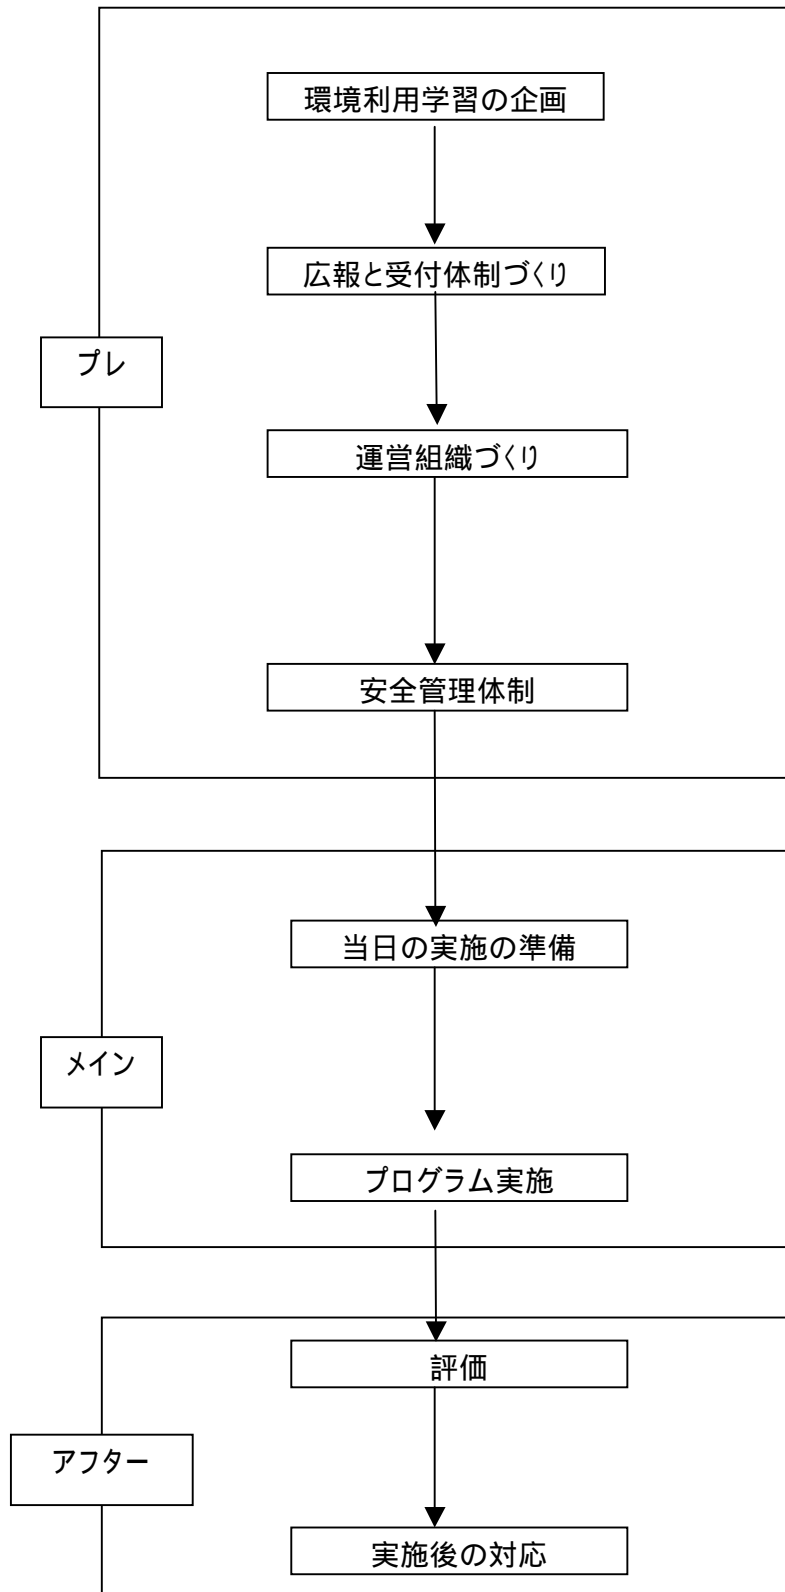 環境利用学習の企画
広報と受付体制づくり
プレ
運営組織づくり
安全管理体制
当日の実施の準備
メイン
プログラム実施
評価
アフター
実施後の対応